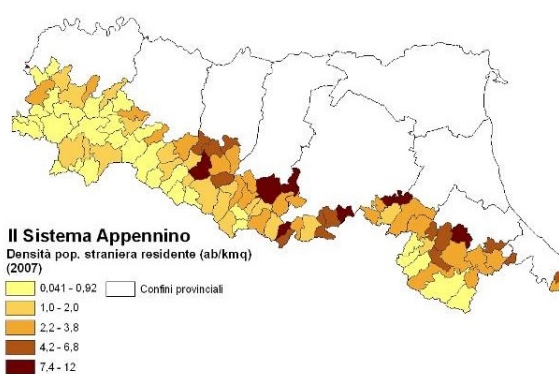 Il Sistema Appennino
Densità pop. straniera residente (ab/kmq)
(2007)
0,041 - 0,92
Confini provinciali
1,0 - 2,0
2,2 - 3,8
4,2 - 6,8
7,4 - 12